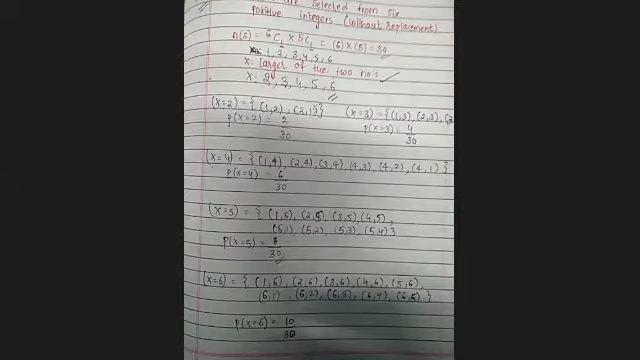 are selected from six
positive integers (without replacement)
n(s) = 6C1 × 5C1 = (6) × (5) = 30
1, 2, 3, 4, 5, 6
X: larger of the two no.s
X: 2, 3, 4, 5, 6
(X=2) = { (1,2), (2,1) } (X=3) = { (1,3), (2,3), (3
P(X=2) = 2/30 P(X=3) = 4/30
(X=4) = { (1,4), (2,4), (3,4), (4,3), (4,2), (4,1) }
P(X=4) = 6/30
(X=5) = { (1,5), (2,5), (3,5), (4,5),
(5,1), (5,2), (5,3), (5,4) }
P(X=5) = 8/30
(X=6) = { (1,6), (2,6), (3,6), (4,6), (5,6),
(6,1), (6,2), (6,3), (6,4), (6,5) }
P(X=6) = 10/30